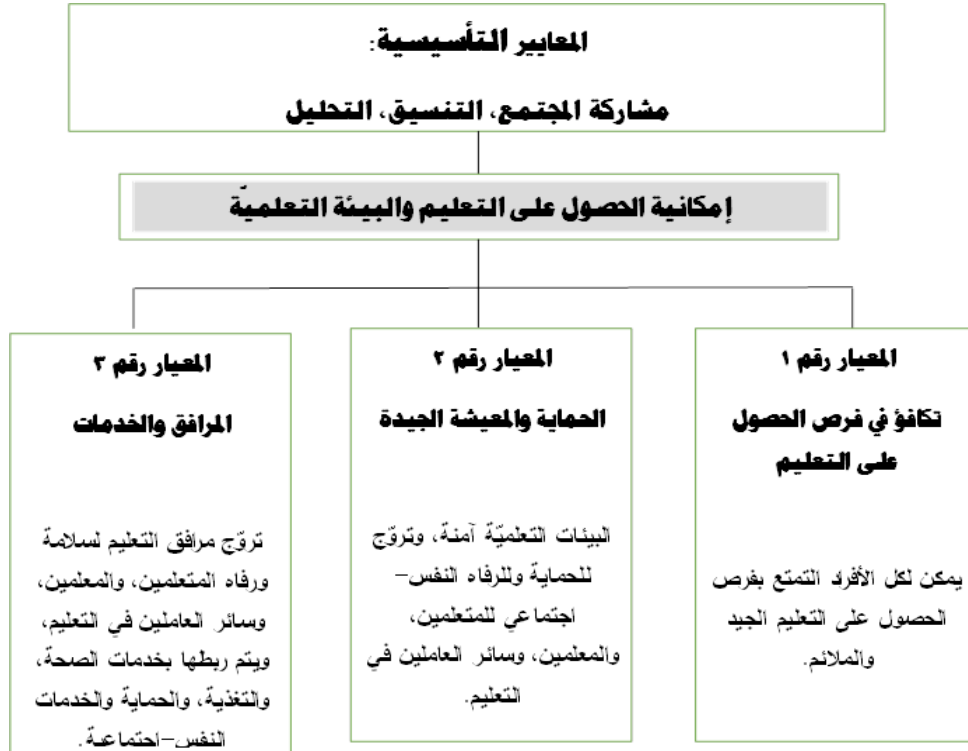 المعايير التأسيسية:
مشاركة المجتمع، التنسيق، التحليل
إمكانية الحصول على التعليم والبيئة التعلميّة
المعيار رقم ١
تكافؤ في فرص الحصول
على التعليم
يمكن لكل الأفراد التمتع بفرص
الحصول على التعليم الجيد
والملائم.
المعيار رقم ٢
الحماية والمعيشة الجيدة
البيئات التعلميّة آمنة، وتروّج
للحماية وللرفاه النفس–
اجتماعي للمتعلمين،
والمعلمين، وسائر العاملين في
التعليم.
المعيار رقم ٣
المرافق والخدمات
تروّج مرافق التعليم لسلامة
ورفاه المتعلمين، والمعلمين،
وسائر العاملين في التعليم،
ويتم ربطها بخدمات الصحة،
والتغذية، والحماية والخدمات
النفس–اجتماعية.